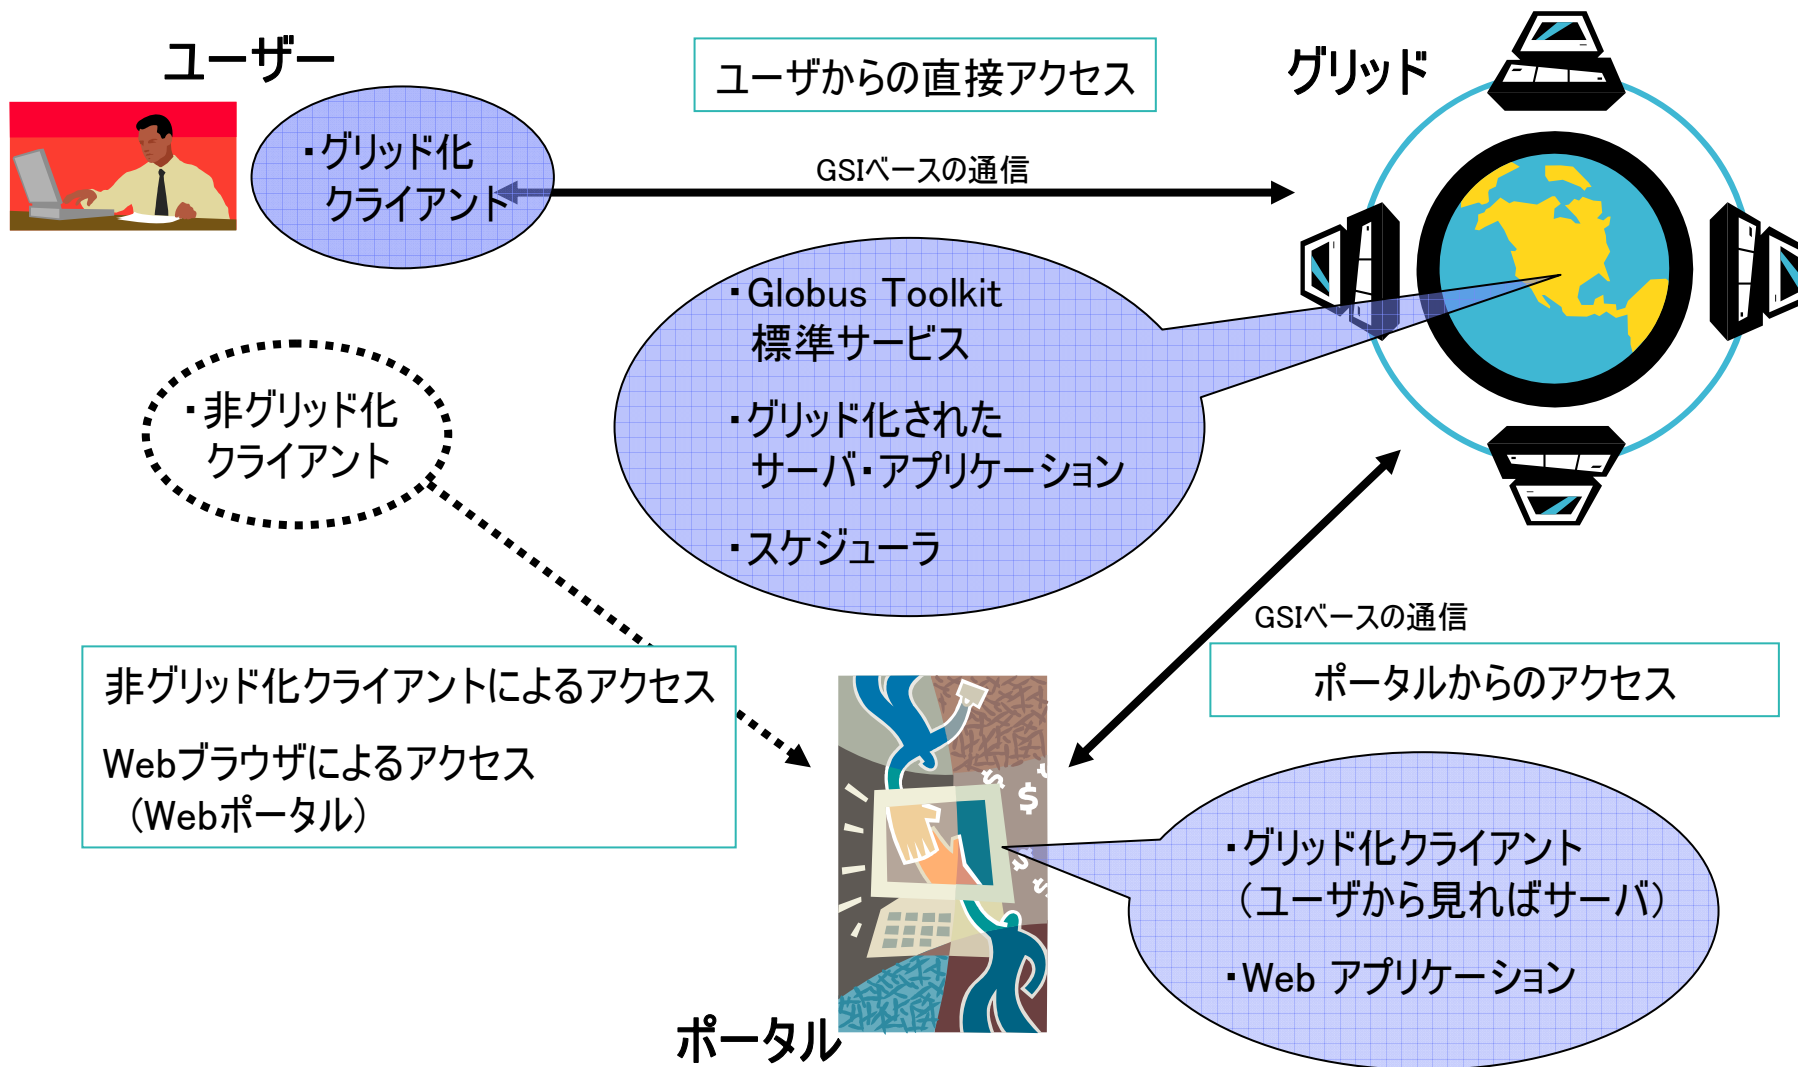 ユーザー
ユーザからの直接アクセス
グリッド
・グリッド化
クライアント
GSIベースの通信
・Globus Toolkit
標準サービス
・グリッド化された
サーバ・アプリケーション
・スケジューラ
・非グリッド化
クライアント
GSIベースの通信
非グリッド化クライアントによるアクセス
Webブラウザによるアクセス
（Webポータル）
ポータルからのアクセス
・グリッド化クライアント
（ユーザから見ればサーバ）
・Web アプリケーション
ポータル